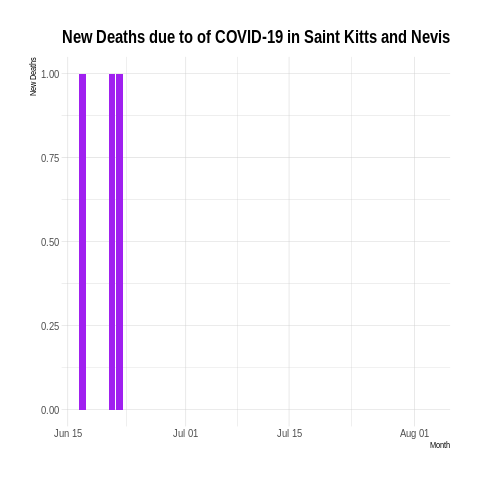 New Deaths due to of COVID-19 in Saint Kitts and Nevis
New Deaths
1.00
0.75
0.50
0.25
0.00
Jun 15 Jul 01 Jul 15 Aug 01
Month